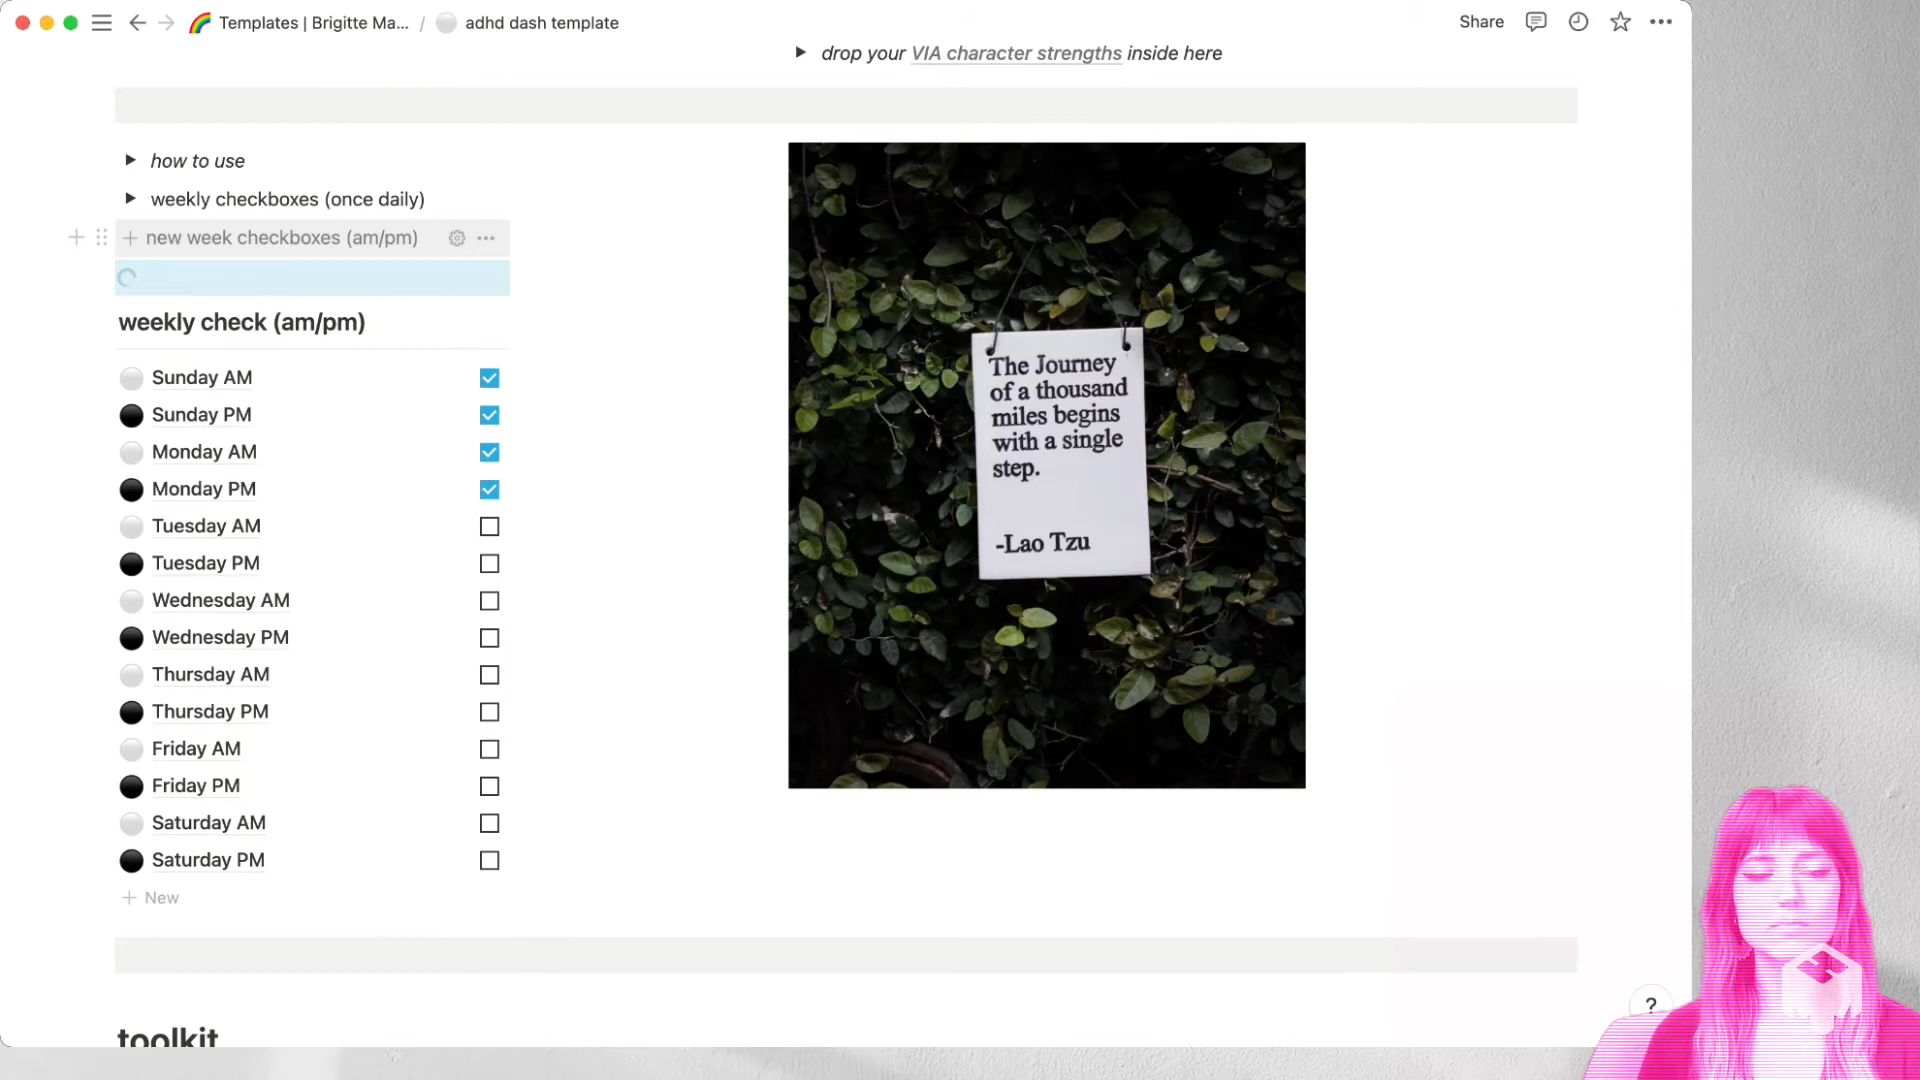 Templates | Brigitte Ma... / adhd dash template
Share
drop your VIA character strengths inside here
how to use
weekly checkboxes (once daily)
new week checkboxes (am/pm)
weekly check (am/pm)
Sunday AM
Sunday PM
Monday AM
Monday PM
Tuesday AM
Tuesday PM
Wednesday AM
Wednesday PM
Thursday AM
Thursday PM
Friday AM
Friday PM
Saturday AM
Saturday PM
New
The Journey
of a thousand
miles begins
with a single
step.
-Lao Tzu
toolkit
?